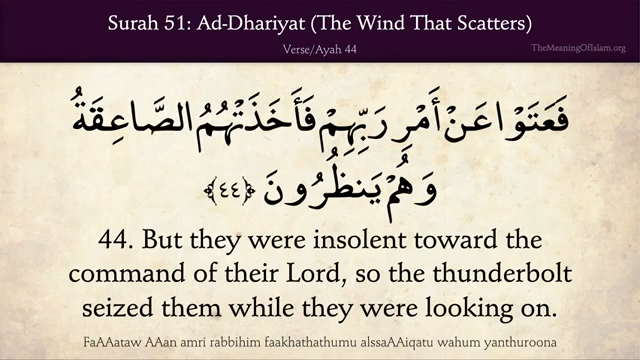 Surah 51: Ad-Dhariyat (The Wind That Scatters)
Verse/Ayah 44
TheMeaningOfIslam.org
فَعَتَوْا عَنْ أَمْرِ رَبِّهِمْ فَأَخَذَتْهُمُ الصَّاعِقَةُ
وَهُمْ يَنظُرُونَ ﴿٤٤﴾
44. But they were insolent toward the
command of their Lord, so the thunderbolt
seized them while they were looking on.
FaAAataw AAan amri rabbihim faakhathathumu alssaAAiqatu wahum yanthuroona